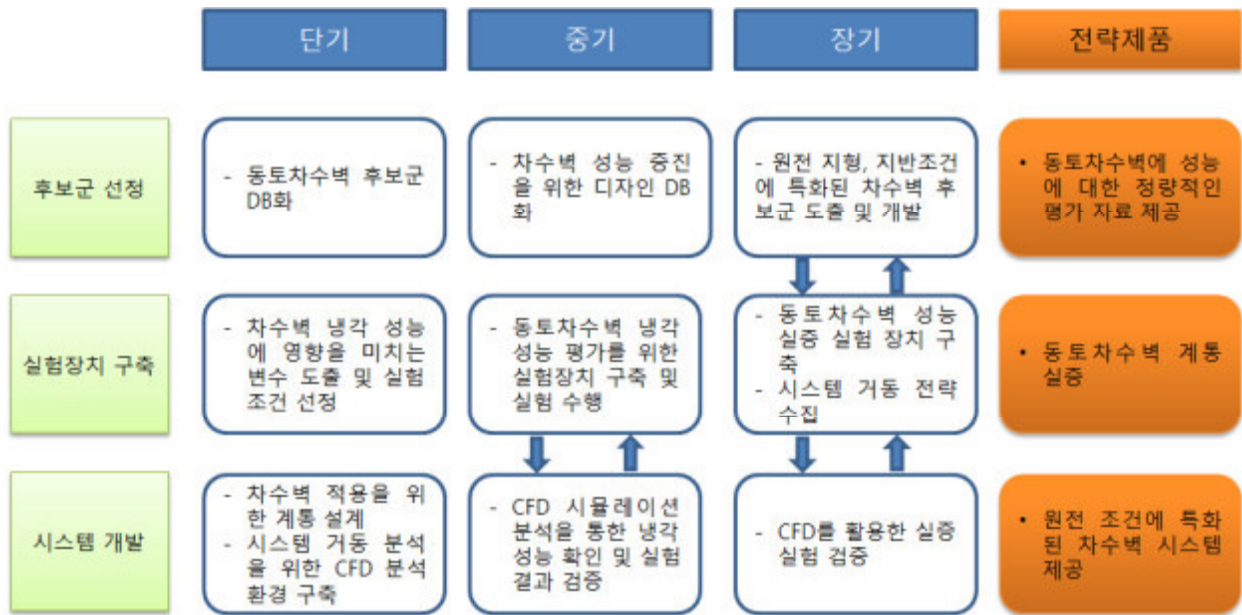 단기
중기
장기
전략제품
후보군 선정
- 동토차수벽 후보군
DB화
- 차수벽 성능 증진
을 위한 디자인 DB
화
- 원전 지형, 지반조건
에 특화된 차수벽 후
보군 도출 및 개발
• 동토차수벽에 성능
에 대한 정량적인
평가 자료 제공
실험장치 구축
- 차수벽 냉각 성능
에 영향을 미치는
변수 도출 및 실험
조건 선정
- 동토차수벽 냉각
성능 평가를 위한
실험장치 구축 및
실험 수행
- 동토차수벽 성능
실증 실험 장치 구
축
- 시스템 거동 전략
수집
• 동토차수벽 계통
실증
시스템 개발
- 차수벽 적용을 위
한 계통 설계
- 시스템 거동 분석
을 위한 CFD 분석
환경 구축
- CFD 시뮬레이션
분석을 통한 냉각
성능 확인 및 실험
결과 검증
- CFD를 활용한 실증
실험 검증
• 원전 조건에 특화
된 차수벽 시스템
제공